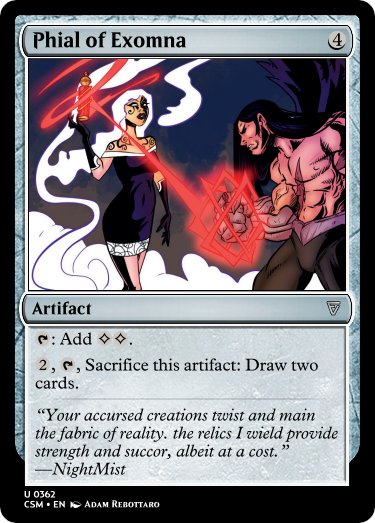 Phial of Exomna 4
Artifact
: Add .
2, , Sacrifice this artifact: Draw two
cards.
“Your accursed creations twist and maim
the fabric of reality. the relics I wield provide
strength and succor, albeit at a cost.”
—NightMist
U 0362
CSM • EN Adam Rebottaro